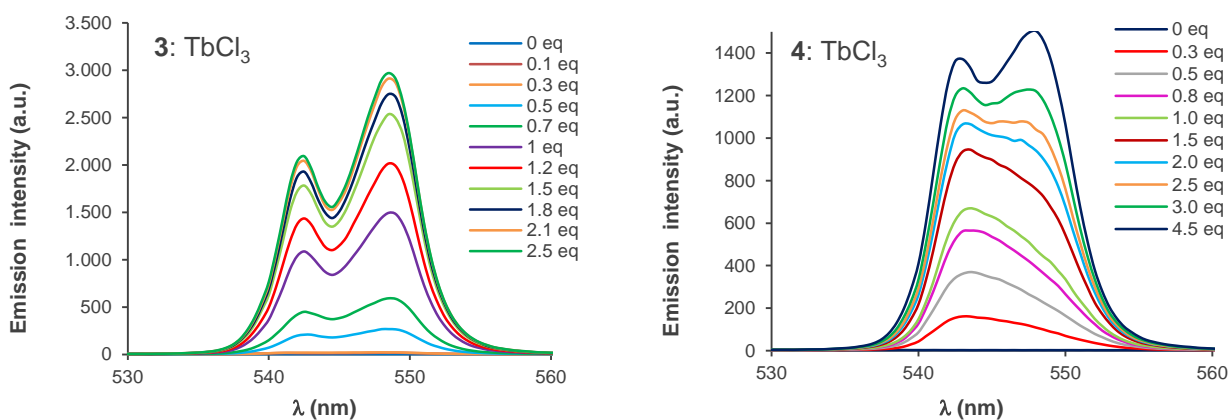 3: TbCl3
Emission intensity (a.u.)
3.500
3.000
2.500
2.000
1.500
1.000
500
0
530
540
550
560
λ (nm)
0 eq
0.1 eq
0.3 eq
0.5 eq
0.7 eq
1 eq
1.2 eq
1.5 eq
1.8 eq
2.1 eq
2.5 eq
4: TbCl3
Emission intensity (a.u.)
1400
1200
1000
800
600
400
200
0
530
540
550
560
λ (nm)
0 eq
0.3 eq
0.5 eq
0.8 eq
1.0 eq
1.5 eq
2.0 eq
2.5 eq
3.0 eq
4.5 eq